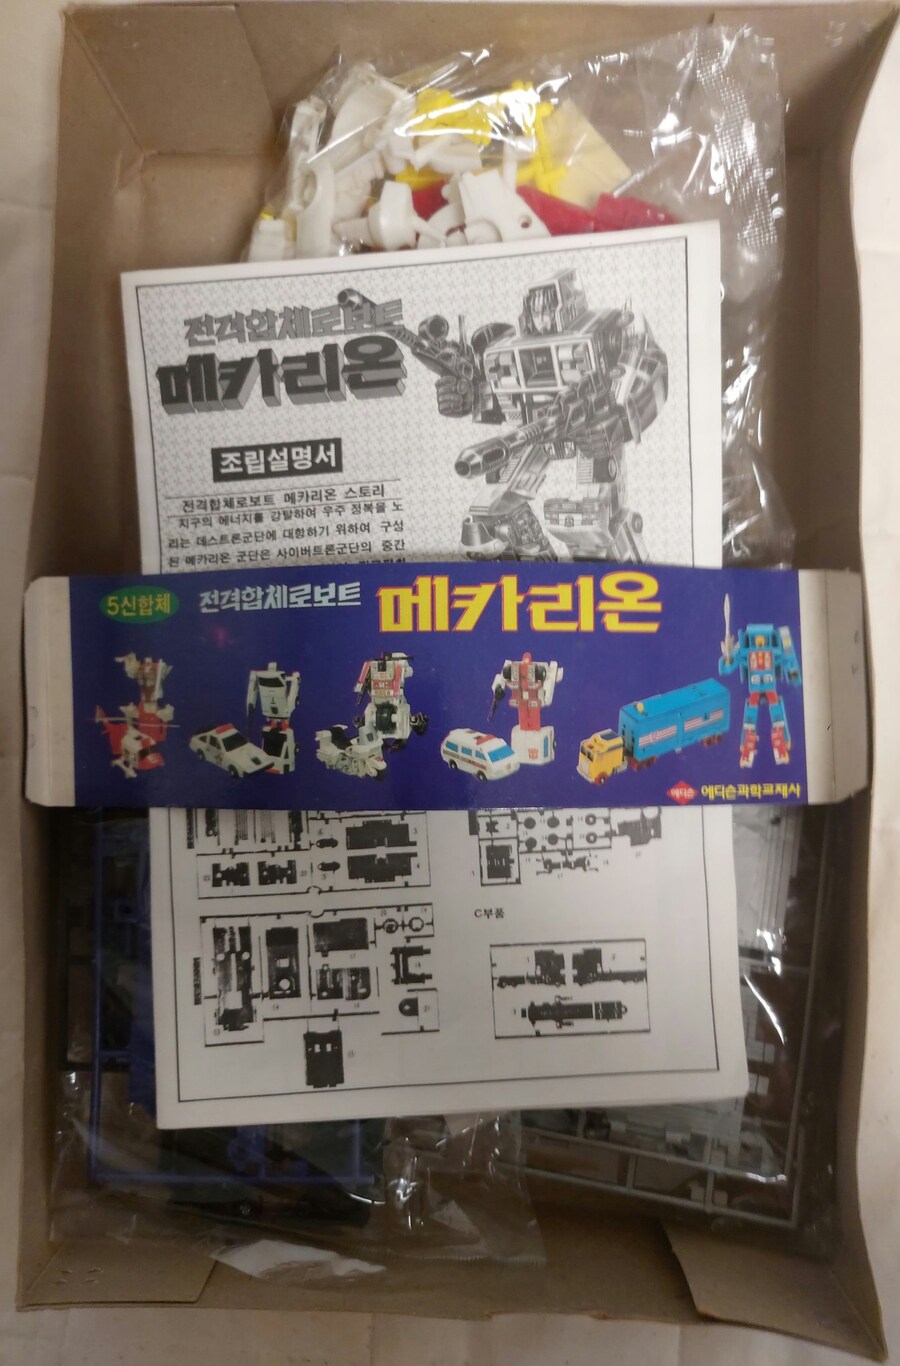 전격합체로보트
메카리온
조립설명서
전격합체로보트 메카리온 스토리
지구의 에너지를 강탈하여 우주 정복을 노
리는 데스트론군단에 대항하기 위하여 구성
된 메카리온 군단은 사이버트론군단의 중간
5신합체 전격합체로보트 메카리온
에디슨 에디슨과학교재사
C부품